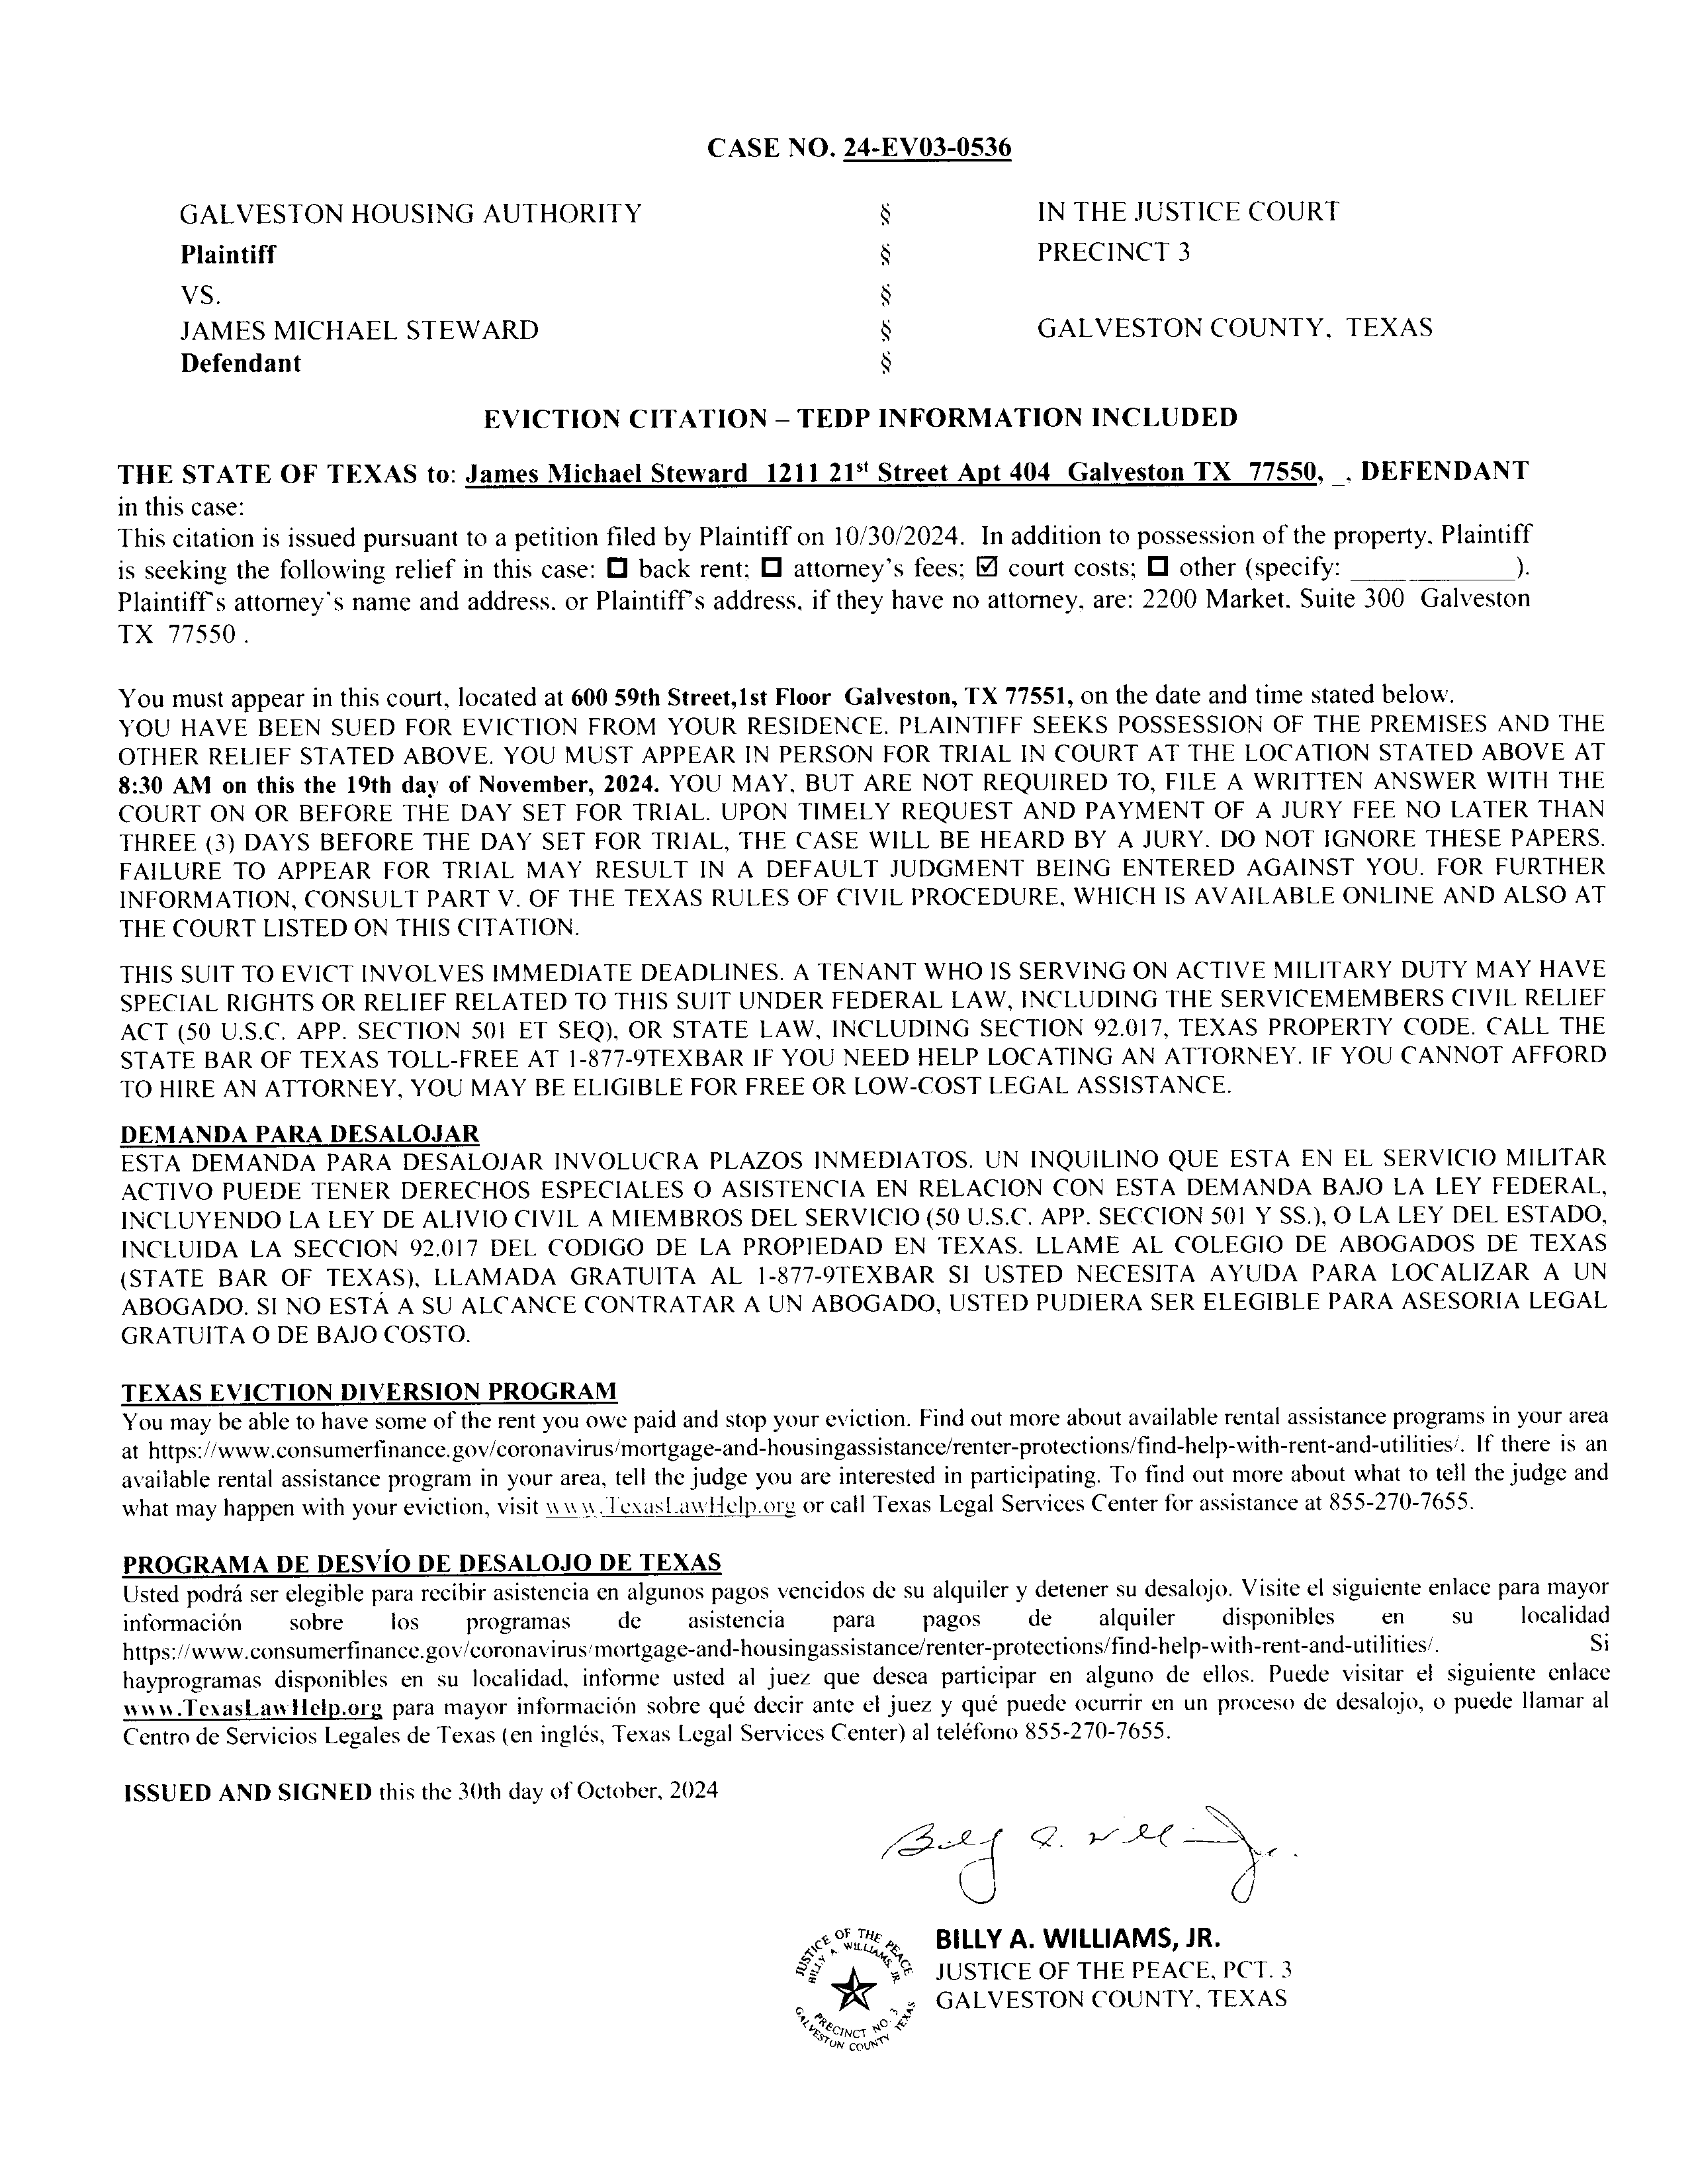 CASE NO. 24-EV03-0536
GALVESTON HOUSING AUTHORITY § IN THE JUSTICE COURT
Plaintiff § PRECINCT 3
VS. §
JAMES MICHAEL STEWARD § GALVESTON COUNTY, TEXAS
Defendant §
EVICTION CITATION – TEDP INFORMATION INCLUDED
THE STATE OF TEXAS to: James Michael Steward 1211 21st Street Apt 404 Galveston TX 77550, _, DEFENDANT
in this case:
This citation is issued pursuant to a petition filed by Plaintiff on 10/30/2024. In addition to possession of the property, Plaintiff
is seeking the following relief in this case: ☐ back rent; ☐ attorney's fees; ☑ court costs; ☐ other (specify: ____________).
Plaintiff's attorney's name and address, or Plaintiff's address, if they have no attorney, are: 2200 Market, Suite 300 Galveston
TX 77550 .
You must appear in this court, located at 600 59th Street,1st Floor Galveston, TX 77551, on the date and time stated below.
YOU HAVE BEEN SUED FOR EVICTION FROM YOUR RESIDENCE. PLAINTIFF SEEKS POSSESSION OF THE PREMISES AND THE
OTHER RELIEF STATED ABOVE. YOU MUST APPEAR IN PERSON FOR TRIAL IN COURT AT THE LOCATION STATED ABOVE AT
8:30 AM on this the 19th day of November, 2024. YOU MAY, BUT ARE NOT REQUIRED TO, FILE A WRITTEN ANSWER WITH THE
COURT ON OR BEFORE THE DAY SET FOR TRIAL. UPON TIMELY REQUEST AND PAYMENT OF A JURY FEE NO LATER THAN
THREE (3) DAYS BEFORE THE DAY SET FOR TRIAL, THE CASE WILL BE HEARD BY A JURY. DO NOT IGNORE THESE PAPERS.
FAILURE TO APPEAR FOR TRIAL MAY RESULT IN A DEFAULT JUDGMENT BEING ENTERED AGAINST YOU. FOR FURTHER
INFORMATION, CONSULT PART V. OF THE TEXAS RULES OF CIVIL PROCEDURE, WHICH IS AVAILABLE ONLINE AND ALSO AT
THE COURT LISTED ON THIS CITATION.
THIS SUIT TO EVICT INVOLVES IMMEDIATE DEADLINES. A TENANT WHO IS SERVING ON ACTIVE MILITARY DUTY MAY HAVE
SPECIAL RIGHTS OR RELIEF RELATED TO THIS SUIT UNDER FEDERAL LAW, INCLUDING THE SERVICEMEMBERS CIVIL RELIEF
ACT (50 U.S.C. APP. SECTION 501 ET SEQ), OR STATE LAW, INCLUDING SECTION 92.017, TEXAS PROPERTY CODE. CALL THE
STATE BAR OF TEXAS TOLL-FREE AT 1-877-9TEXBAR IF YOU NEED HELP LOCATING AN ATTORNEY. IF YOU CANNOT AFFORD
TO HIRE AN ATTORNEY, YOU MAY BE ELIGIBLE FOR FREE OR LOW-COST LEGAL ASSISTANCE.
DEMANDA PARA DESALOJAR
ESTA DEMANDA PARA DESALOJAR INVOLUCRA PLAZOS INMEDIATOS. UN INQUILINO QUE ESTA EN EL SERVICIO MILITAR
ACTIVO PUEDE TENER DERECHOS ESPECIALES O ASISTENCIA EN RELACION CON ESTA DEMANDA BAJO LA LEY FEDERAL,
INCLUYENDO LA LEY DE ALIVIO CIVIL A MIEMBROS DEL SERVICIO (50 U.S.C. APP. SECCION 501 Y SS.), O LA LEY DEL ESTADO,
INCLUIDA LA SECCION 92.017 DEL CODIGO DE LA PROPIEDAD EN TEXAS. LLAME AL COLEGIO DE ABOGADOS DE TEXAS
(STATE BAR OF TEXAS), LLAMADA GRATUITA AL 1-877-9TEXBAR SI USTED NECESITA AYUDA PARA LOCALIZAR A UN
ABOGADO. SI NO ESTÁ A SU ALCANCE CONTRATAR A UN ABOGADO, USTED PUDIERA SER ELEGIBLE PARA ASESORIA LEGAL
GRATUITA O DE BAJO COSTO.
TEXAS EVICTION DIVERSION PROGRAM
You may be able to have some of the rent you owe paid and stop your eviction. Find out more about available rental assistance programs in your area
at https://www.consumerfinance.gov/coronavirus/mortgage-and-housingassistance/renter-protections/find-help-with-rent-and-utilities/. If there is an
available rental assistance program in your area, tell the judge you are interested in participating. To find out more about what to tell the judge and
what may happen with your eviction, visit www.TexasLawHelp.org or call Texas Legal Services Center for assistance at 855-270-7655.
PROGRAMA DE DESVÍO DE DESALOJO DE TEXAS
Usted podrá ser elegible para recibir asistencia en algunos pagos vencidos de su alquiler y detener su desalojo. Visite el siguiente enlace para mayor
información sobre los programas de asistencia para pagos de alquiler disponibles en su localidad
https://www.consumerfinance.gov/coronavirus/mortgage-and-housingassistance/renter-protections/find-help-with-rent-and-utilities/. Si
hayprogramas disponibles en su localidad, informe usted al juez que desea participar en alguno de ellos. Puede visitar el siguiente enlace
www.TexasLawHelp.org para mayor información sobre qué decir ante el juez y qué puede ocurrir en un proceso de desalojo, o puede llamar al
Centro de Servicios Legales de Texas (en inglés, Texas Legal Services Center) al teléfono 855-270-7655.
ISSUED AND SIGNED this the 30th day of October, 2024
Billy A. Williams Jr.
JUSTICE OF THE PEACE
BILLY A. WILLIAMS, JR
PRECINCT NO. 3
GALVESTON COUNTY TEXAS
BILLY A. WILLIAMS, JR.
JUSTICE OF THE PEACE, PCT. 3
GALVESTON COUNTY, TEXAS